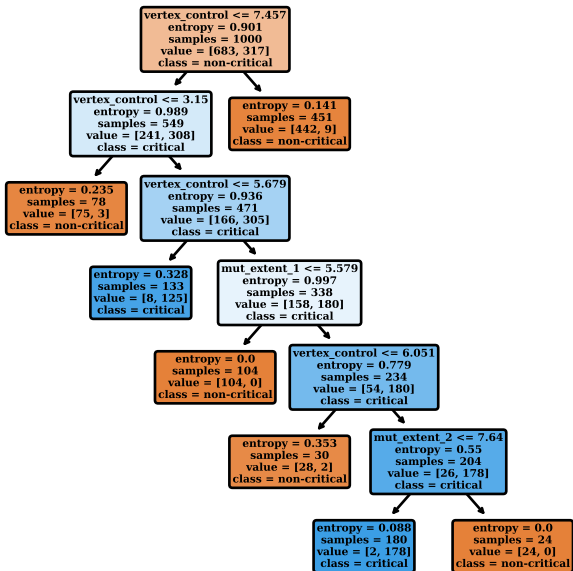 vertex_control <= 7.457
entropy = 0.901
samples = 1000
value = [683, 317]
class = non-critical
vertex_control <= 3.15
entropy = 0.989
samples = 549
value = [241, 308]
class = critical
entropy = 0.141
samples = 451
value = [442, 9]
class = non-critical
entropy = 0.235
samples = 78
value = [75, 3]
class = non-critical
vertex_control <= 5.679
entropy = 0.936
samples = 471
value = [166, 305]
class = critical
entropy = 0.328
samples = 133
value = [8, 125]
class = critical
mut_extent_1 <= 5.579
entropy = 0.997
samples = 338
value = [158, 180]
class = critical
entropy = 0.0
samples = 104
value = [104, 0]
class = non-critical
vertex_control <= 6.051
entropy = 0.779
samples = 234
value = [54, 180]
class = critical
entropy = 0.353
samples = 30
value = [28, 2]
class = non-critical
mut_extent_2 <= 7.64
entropy = 0.55
samples = 204
value = [26, 178]
class = critical
entropy = 0.088
samples = 180
value = [2, 178]
class = critical
entropy = 0.0
samples = 24
value = [24, 0]
class = non-critical